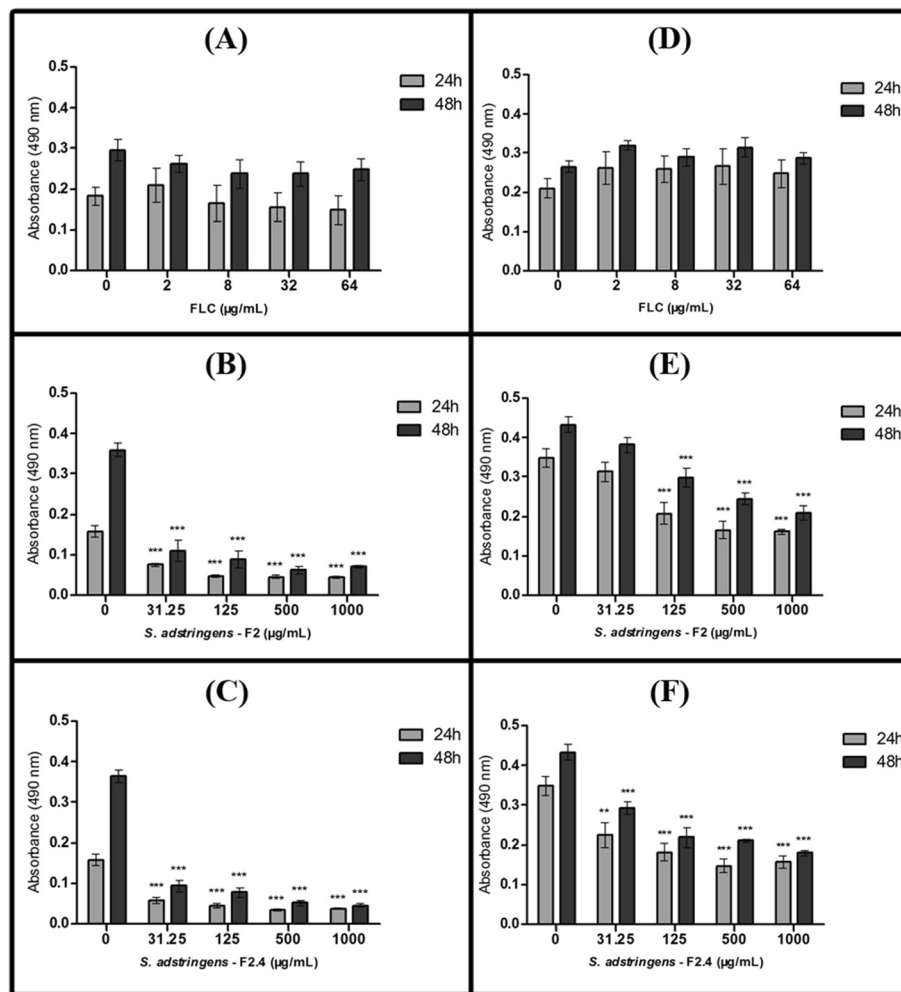 (A)
Absorbance (490 nm)
0.5
0.4
0.3
0.2
0.1
0.0
0 2 8 32 64
FLC (µg/mL)
24h
48h
(D)
Absorbance (490 nm)
0.5
0.4
0.3
0.2
0.1
0.0
0 2 8 32 64
FLC (µg/mL)
24h
48h
(B)
Absorbance (490 nm)
0.5
0.4
0.3
0.2
0.1
0.0
*** *** *** *** *** *** *** ***
0 31.25 125 500 1000
S. adstringens - F2 (µg/mL)
24h
48h
(E)
Absorbance (490 nm)
0.5
0.4
0.3
0.2
0.1
0.0
*** *** *** *** *** ***
0 31.25 125 500 1000
S. adstringens - F2 (µg/mL)
24h
48h
(C)
Absorbance (490 nm)
0.5
0.4
0.3
0.2
0.1
0.0
*** *** *** *** *** *** *** ***
0 31.25 125 500 1000
S. adstringens - F2.4 (µg/mL)
24h
48h
(F)
Absorbance (490 nm)
0.5
0.4
0.3
0.2
0.1
0.0
** *** *** *** *** *** *** ***
0 31.25 125 500 1000
S. adstringens - F2.4 (µg/mL)
24h
48h